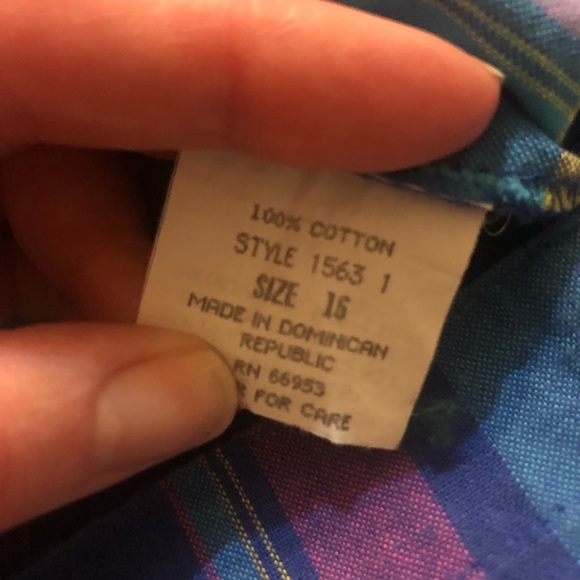 100% COTTON
STYLE 1563 1
SIZE 16
MADE IN DOMINICAN
REPUBLIC
RN 66953
FOR CARE